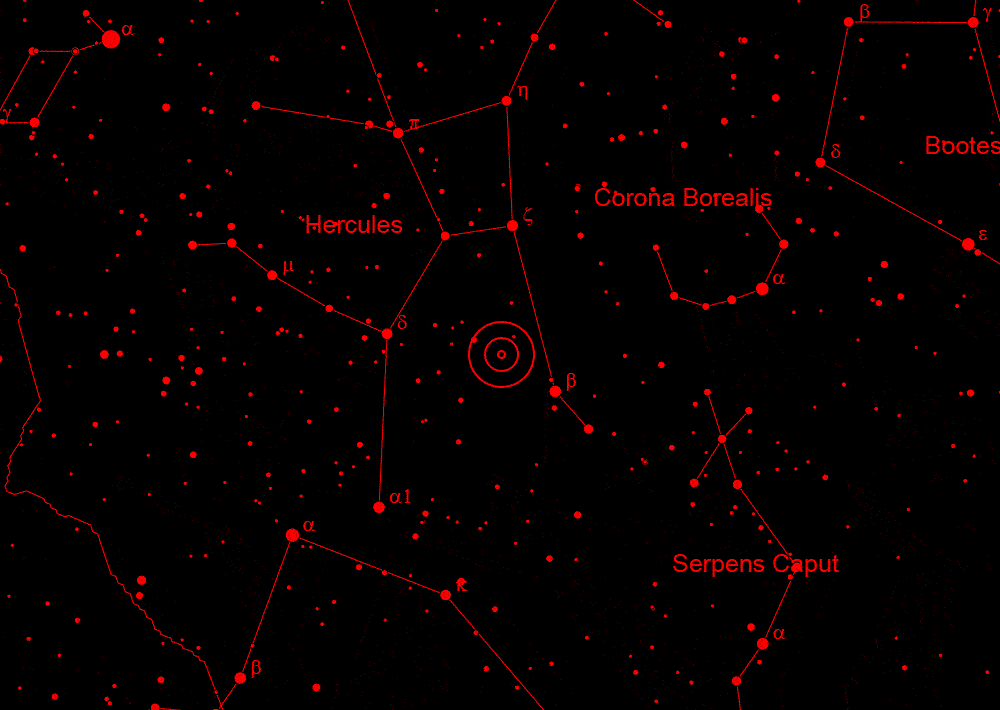 α
β
γ
η
γ
π
Bootes
δ
Corona Borealis
Hercules
ζ
ε
μ
α
δ
β
α1
α
Serpens Caput
κ
α
β